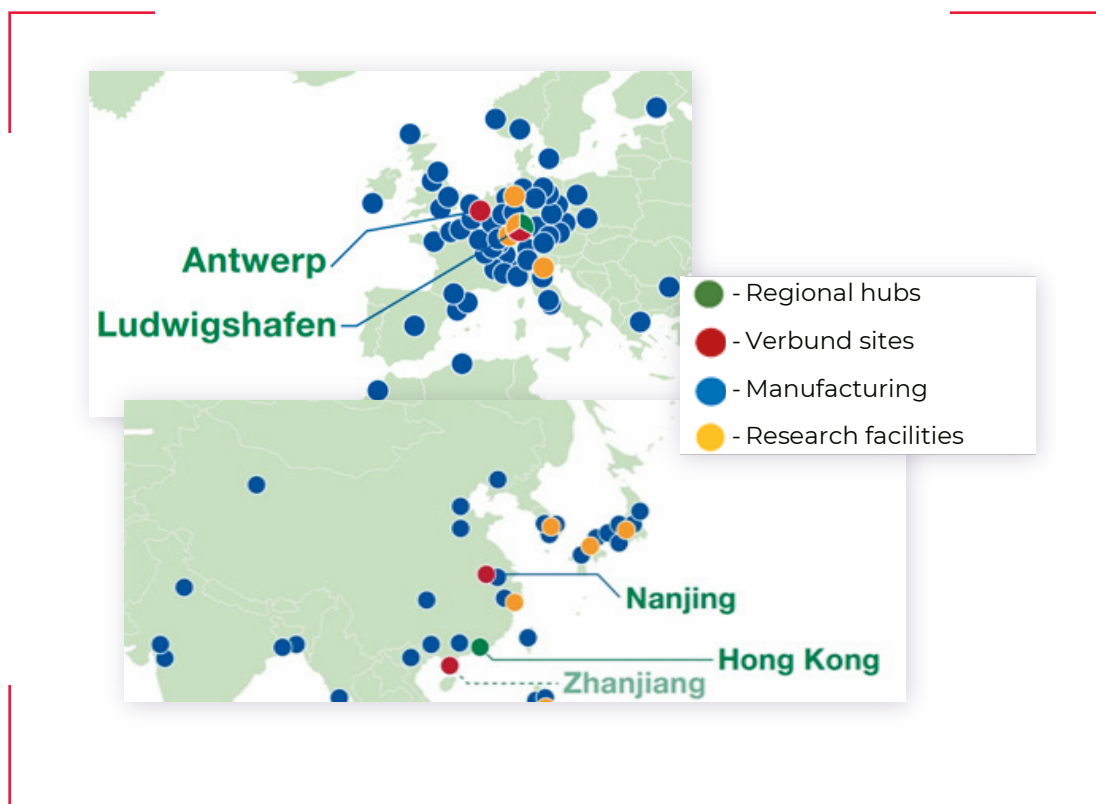 Antwerp
Ludwigshafen
- Regional hubs
- Verbund sites
- Manufacturing
- Research facilities
Nanjing
Hong Kong
Zhanjiang